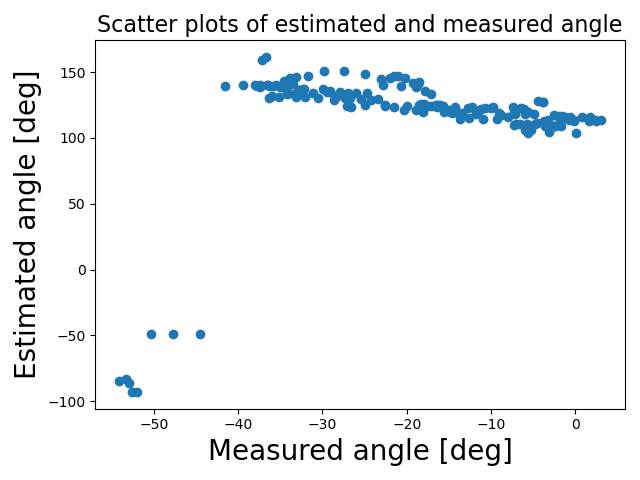 Scatter plots of estimated and measured angle
Estimated angle [deg]
150
100
50
0
−50
−100
−50 −40 −30 −20 −10 0
Measured angle [deg]